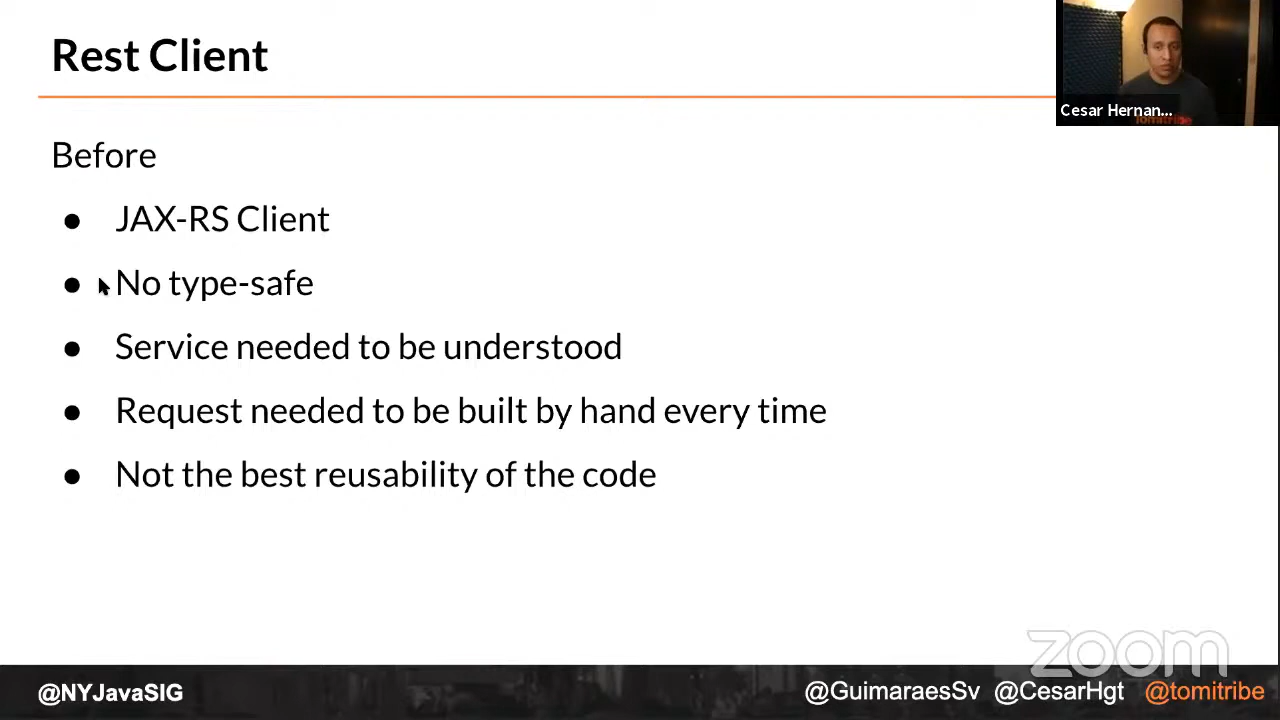 Rest Client
Cesar Hernan...
tomitribe
Before
● JAX-RS Client
● No type-safe
● Service needed to be understood
● Request needed to be built by hand every time
● Not the best reusability of the code
zoom
@NYJavaSIG
@GuimaraesSv @CesarHgt @tomitribe